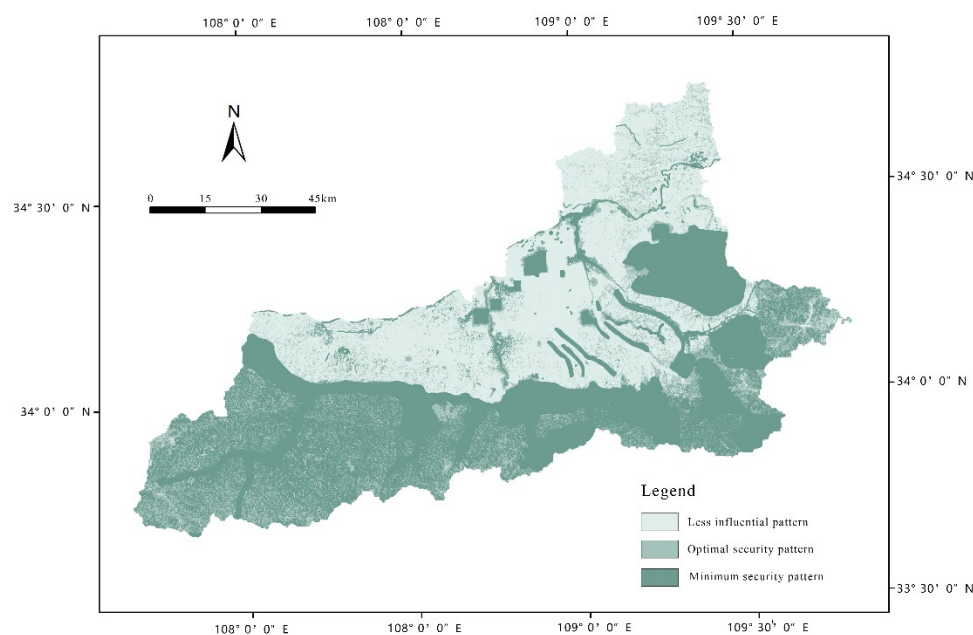 108° 0' 0" E
108° 0' 0" E
109° 0' 0" E
109° 30' 0" E
N
0 15 30 45km
34° 30' 0" N
34° 30' 0" N
34° 0' 0" N
34° 0' 0" N
Legend
Less influential pattern
Optimal security pattern
Minimum security pattern
33° 30' 0" N
108° 0' 0" E
108° 0' 0" E
109° 0' 0" E
109° 30' 0" E